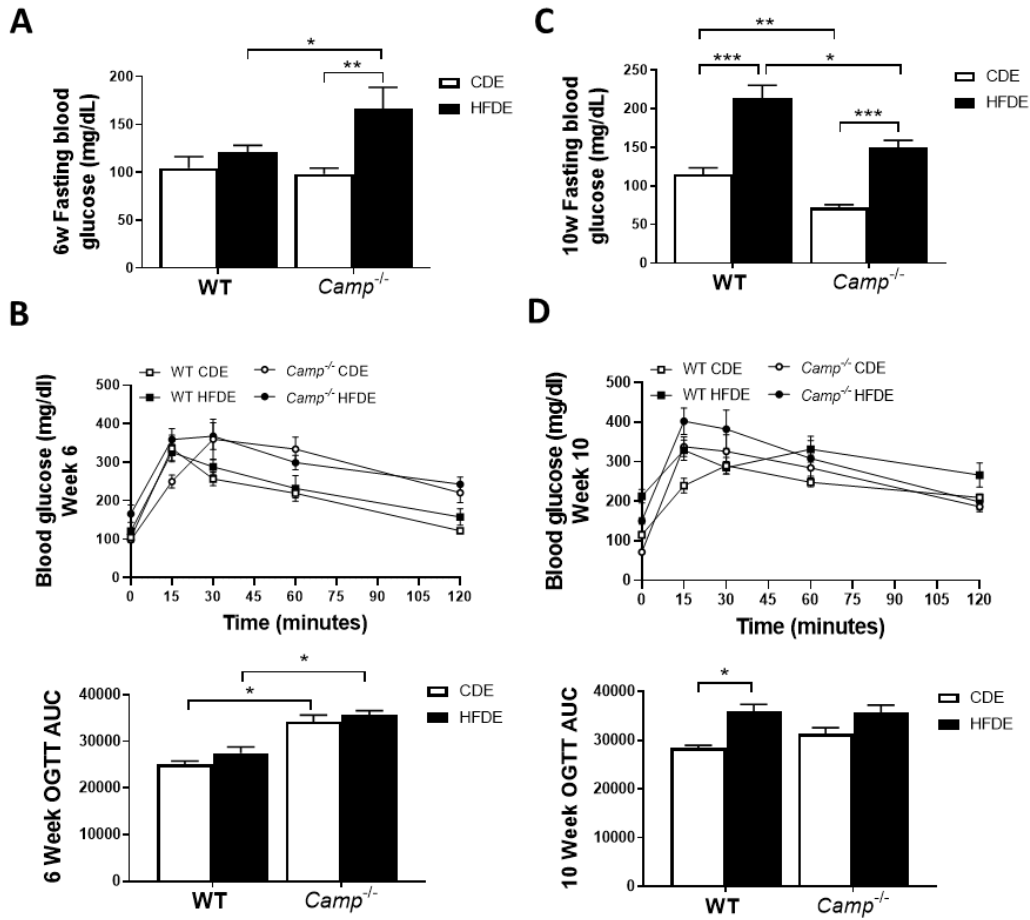 A
6w Fasting blood
glucose (mg/dL)
200
150
100
50
0
*
**
CDE
HFDE
WT
Camp-/-
C
10w Fasting blood
glucose (mg/dL)
250
200
150
100
50
0
**
***
*
***
CDE
HFDE
WT
Camp-/-
B
Blood glucose (mg/dl)
Week 6
WT CDE
Camp-/- CDE
WT HFDE
Camp-/- HFDE
500
400
300
200
100
0
0 15 30 45 60 75 90 105 120
Time (minutes)
6 Week OGTT AUC
40000
30000
20000
10000
0
*
*
CDE
HFDE
WT
Camp-/-
D
Blood glucose (mg/dl)
Week 10
WT CDE
Camp-/- CDE
WT HFDE
Camp-/- HFDE
500
400
300
200
100
0
0 15 30 45 60 75 90 105 120
Time (minutes)
10 Week OGTT AUC
40000
30000
20000
10000
0
*
CDE
HFDE
WT
Camp-/-